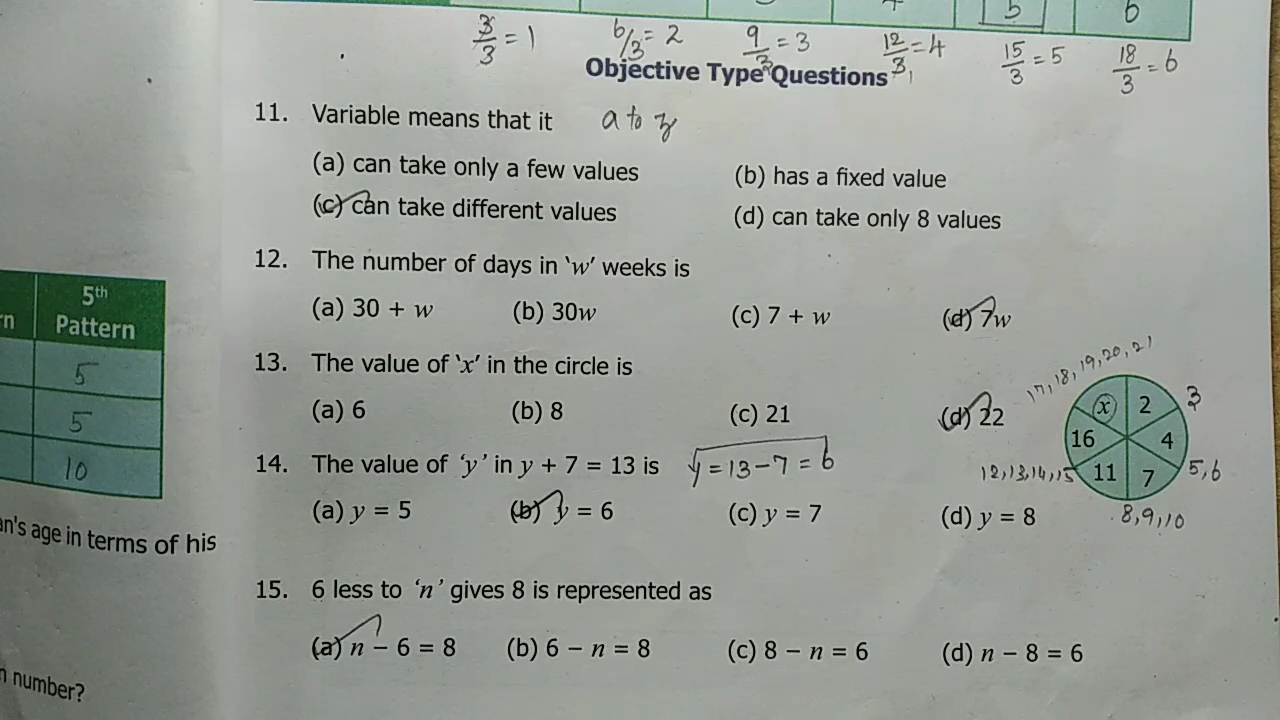 5 6
3/3 = 1 6/3 = 2 9/3 = 3 12/3 = 4 15/3 = 5 18/3 = 6
Objective Type Questions
11. Variable means that it a to z
(a) can take only a few values (b) has a fixed value
(c) can take different values (d) can take only 8 values
12. The number of days in ‘w’ weeks is
(a) 30 + w (b) 30w (c) 7 + w (d) 7w
13. The value of ‘x’ in the circle is
(a) 6 (b) 8 (c) 21 (d) 22
17, 18, 19, 20, 21
x 2 3
16 4
12, 13, 14, 15 11 7 5, 6
8, 9, 10
14. The value of ‘y’ in y + 7 = 13 is y = 13 – 7 = 6
(a) y = 5 (b) y = 6 (c) y = 7 (d) y = 8
15. 6 less to ‘n’ gives 8 is represented as
(a) n – 6 = 8 (b) 6 – n = 8 (c) 8 – n = 6 (d) n – 8 = 6
5th
Pattern
5
5
10
an's age in terms of his
number?